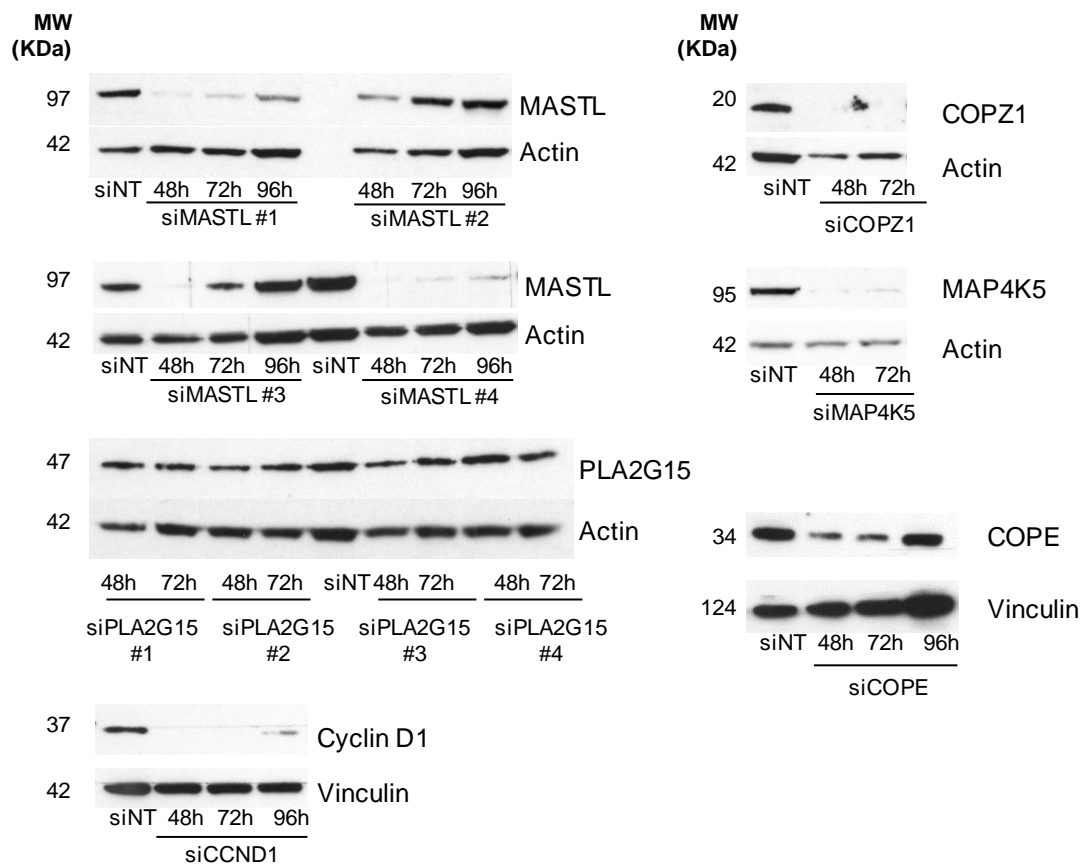 MW
(KDa)
97
MASTL
42
Actin
siNT 48h 72h 96h 48h 72h 96h
siMASTL #1 siMASTL #2
97
MASTL
42
Actin
siNT 48h 72h 96h siNT 48h 72h 96h
siMASTL #3 siMASTL #4
47
PLA2G15
42
Actin
48h 72h 48h 72h siNT 48h 72h 48h 72h
siPLA2G15 siPLA2G15 siPLA2G15 siPLA2G15
#1 #2 #3 #4
37
Cyclin D1
42
Vinculin
siNT 48h 72h 96h
siCCND1
MW
(KDa)
20
COPZ1
42
Actin
siNT 48h 72h
siCOPZ1
95
MAP4K5
42
Actin
siNT 48h 72h
siMAP4K5
34
COPE
124
Vinculin
siNT 48h 72h 96h
siCOPE